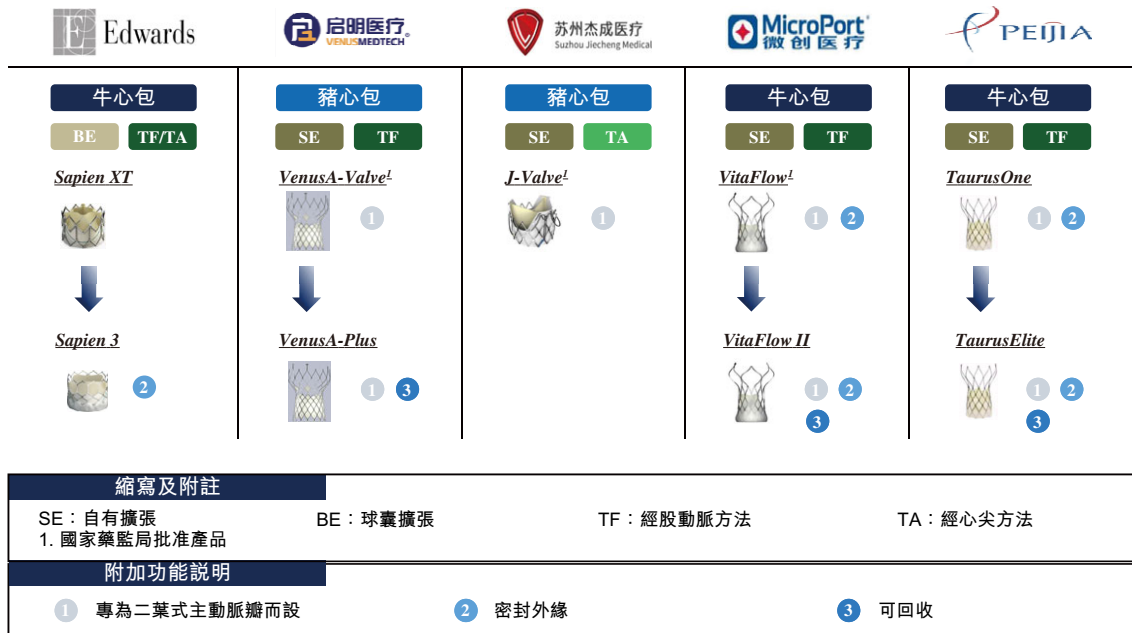 Edwards
启明医疗®
VENUSMEDTECH
苏州杰成医疗
Suzhou Jiecheng Medical
MicroPort
微创医疗
PEIJIA
牛心包
豬心包
豬心包
牛心包
牛心包
BE TF/TA
SE TF
SE TA
SE TF
SE TF
Sapien XT
VenusA-Valve1
J-Valve1
VitaFlow1
TaurusOne
1
1
1 2
1 2
Sapien 3
VenusA-Plus
VitaFlow II
TaurusElite
2
1 3
1 2
3
1 2
3
縮寫及附註
SE：自有擴張
BE：球囊擴張
TF：經股動脈方法
TA：經心尖方法
1. 國家藥監局批准產品
附加功能説明
1 專為二葉式主動脈瓣而設
2 密封外緣
3 可回收